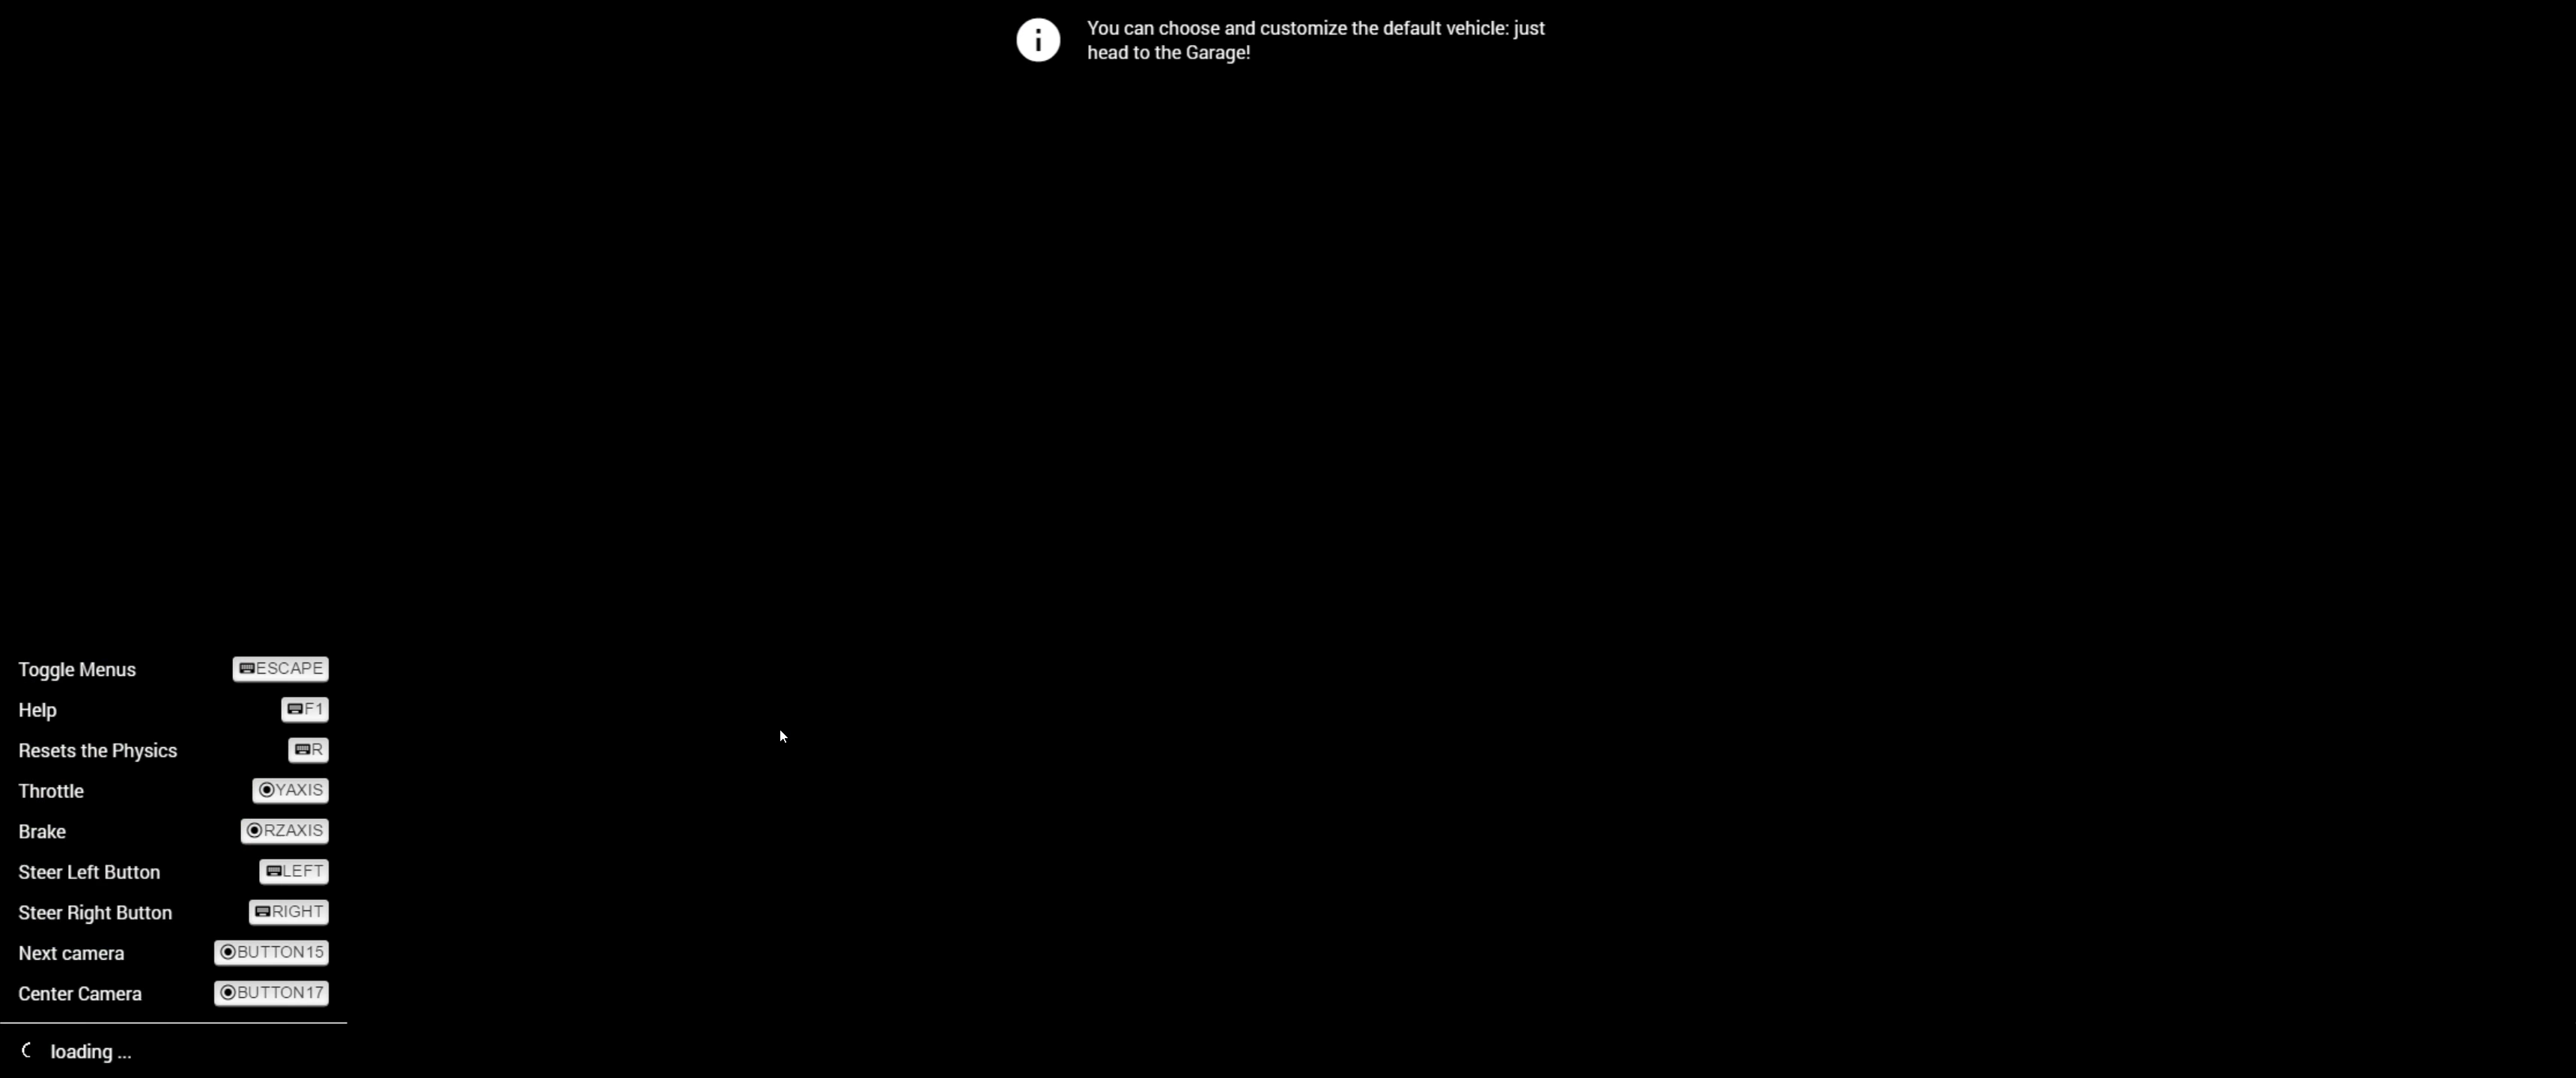 You can choose and customize the default vehicle: just
head to the Garage!
Toggle Menus ESCAPE
Help F1
Resets the Physics R
Throttle YAXIS
Brake RZAXIS
Steer Left Button LEFT
Steer Right Button RIGHT
Next camera BUTTON15
Center Camera BUTTON17
loading ...